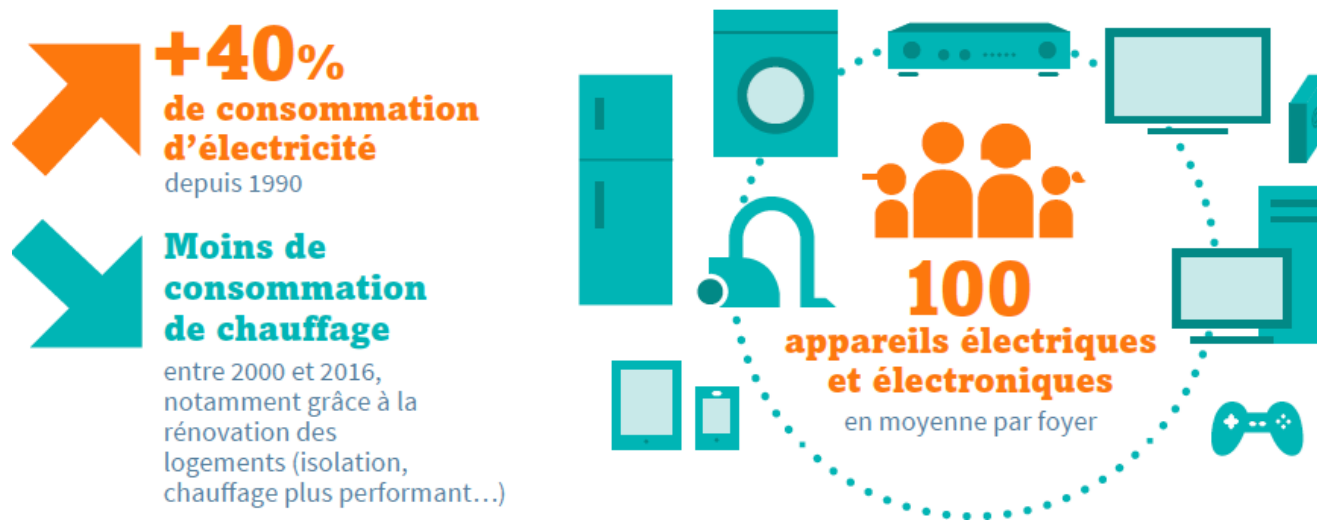 +40%
de consommation
d'électricité
depuis 1990
Moins de
consommation
de chauffage
entre 2000 et 2016,
notamment grâce à la
rénovation des
logements (isolation,
chauffage plus performant…)
100
appareils électriques
et électroniques
en moyenne par foyer